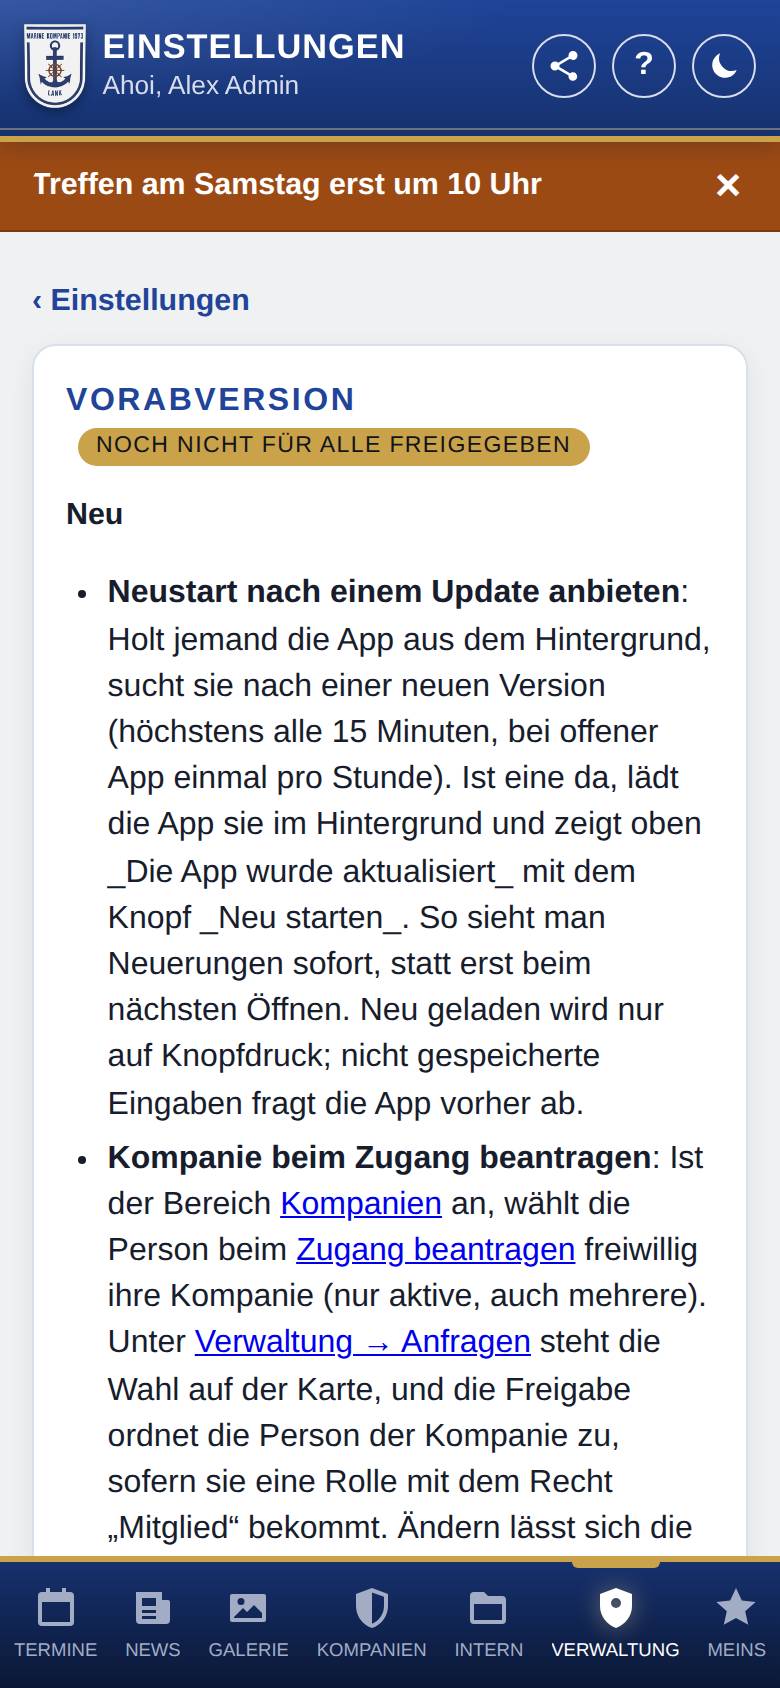 MARINE KOMPANIE 1973
LANK
EINSTELLUNGEN
Ahoi, Alex Admin
?
Treffen am Samstag erst um 10 Uhr
×
‹ Einstellungen
VORABVERSION
NOCH NICHT FÜR ALLE FREIGEGEBEN
Neu
• Neustart nach einem Update anbieten:
Holt jemand die App aus dem Hintergrund,
sucht sie nach einer neuen Version
(höchstens alle 15 Minuten, bei offener
App einmal pro Stunde). Ist eine da, lädt
die App sie im Hintergrund und zeigt oben
_Die App wurde aktualisiert_ mit dem
Knopf _Neu starten_. So sieht man
Neuerungen sofort, statt erst beim
nächsten Öffnen. Neu geladen wird nur
auf Knopfdruck; nicht gespeicherte
Eingaben fragt die App vorher ab.
• Kompanie beim Zugang beantragen: Ist
der Bereich Kompanien an, wählt die
Person beim Zugang beantragen freiwillig
ihre Kompanie (nur aktive, auch mehrere).
Unter Verwaltung → Anfragen steht die
Wahl auf der Karte, und die Freigabe
ordnet die Person der Kompanie zu,
sofern sie eine Rolle mit dem Recht
„Mitglied“ bekommt. Ändern lässt sich die
TERMINE NEWS GALERIE KOMPANIEN INTERN VERWALTUNG MEINS